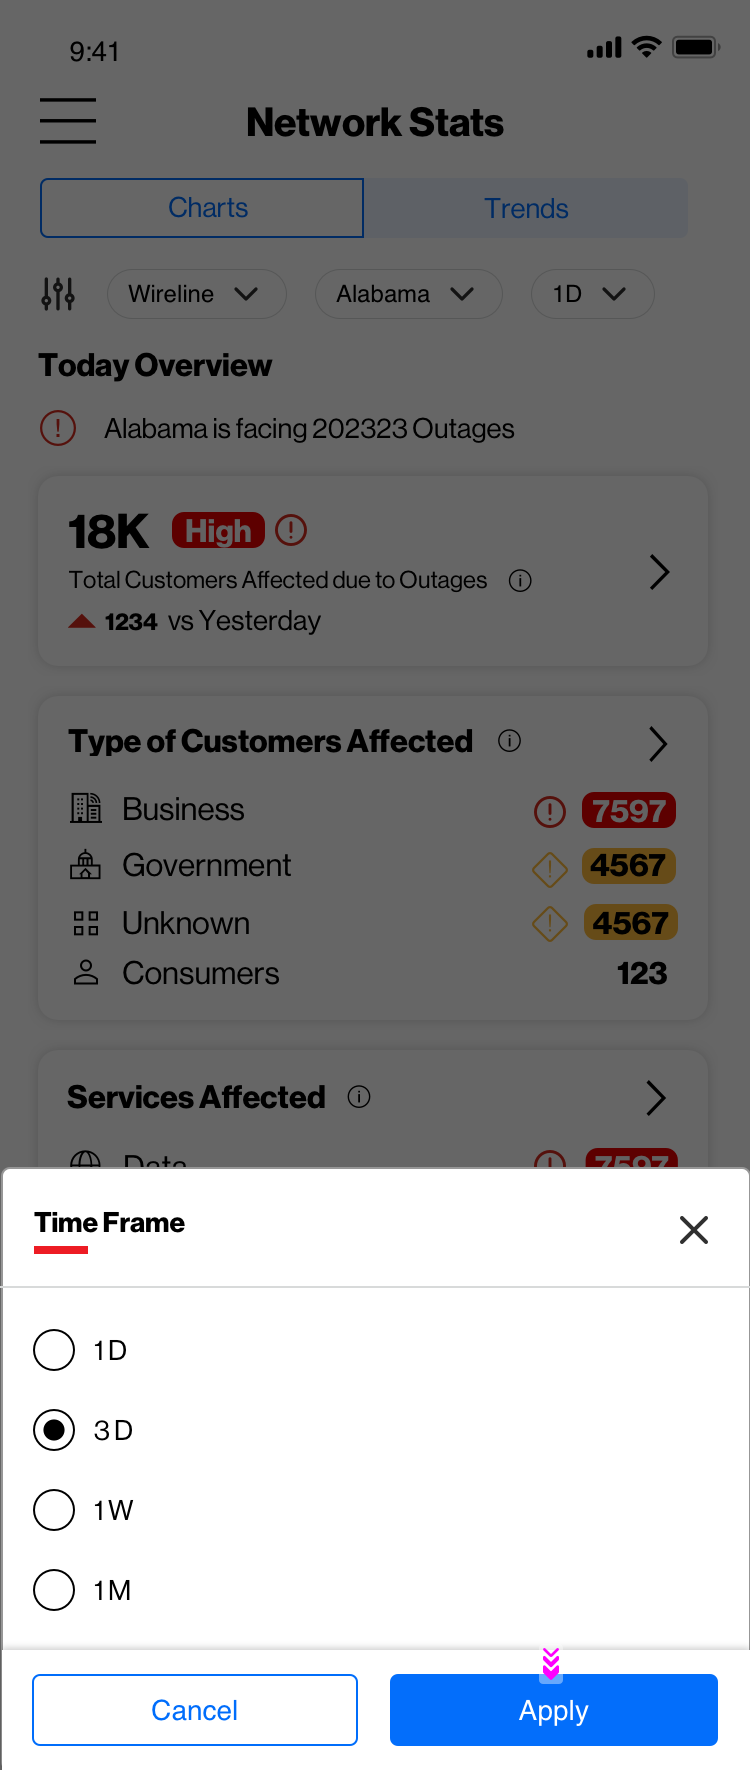 9:41
Network Stats
Charts Trends
Wireline Alabama 1D
Today Overview
Alabama is facing 202323 Outages
18K High
Total Customers Affected due to Outages
1234 vs Yesterday
Type of Customers Affected
Business 7597
Government 4567
Unknown 4567
Consumers 123
Services Affected
Data 7597
Time Frame
1D
3D
1W
1M
Cancel Apply